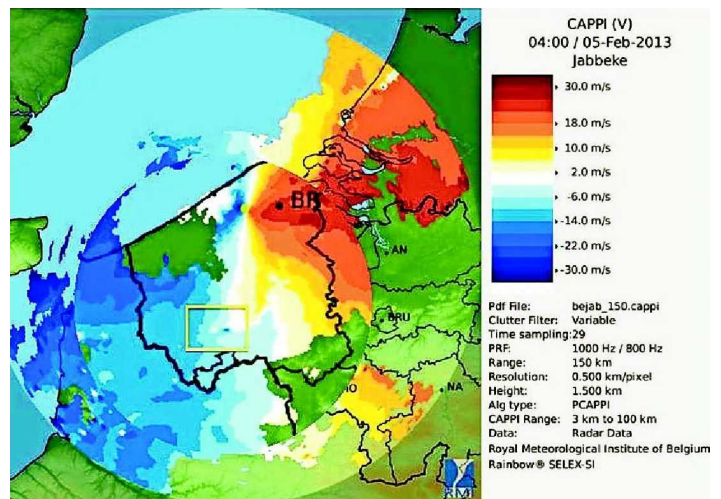 CAPPI (V)
04:00 / 05-Feb-2013
Jabbeke
30.0 m/s
18.0 m/s
10.0 m/s
2.0 m/s
-6.0 m/s
-14.0 m/s
-22.0 m/s
-30.0 m/s
BR
AN
BRU
NA
Pdf File: bejab_150.cappi
Clutter Filter: Variable
Time sampling:29
PRF: 1000 Hz / 800 Hz
Range: 150 km
Resolution: 0.500 km/pixel
Height: 1.500 km
Alg type: PCAPPI
CAPPI Range: 3 km to 100 km
Data: Radar Data
Royal Meteorological Institute of Belgium
Rainbow® SELEX-SI
RMI